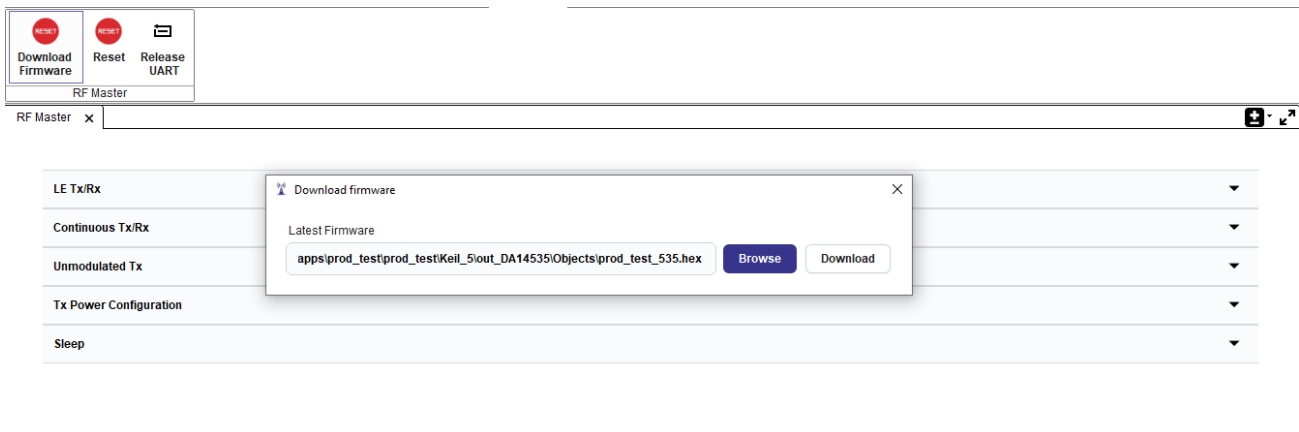 RESET RESET
Download Reset Release
Firmware UART
RF Master
RF Master
Download firmware
LE Tx/Rx
Latest Firmware
Continuous Tx/Rx
apps\prod_test\prod_test\Keil_5\out_DA14535\Objects\prod_test_535.hex Browse Download
Unmodulated Tx
Tx Power Configuration
Sleep